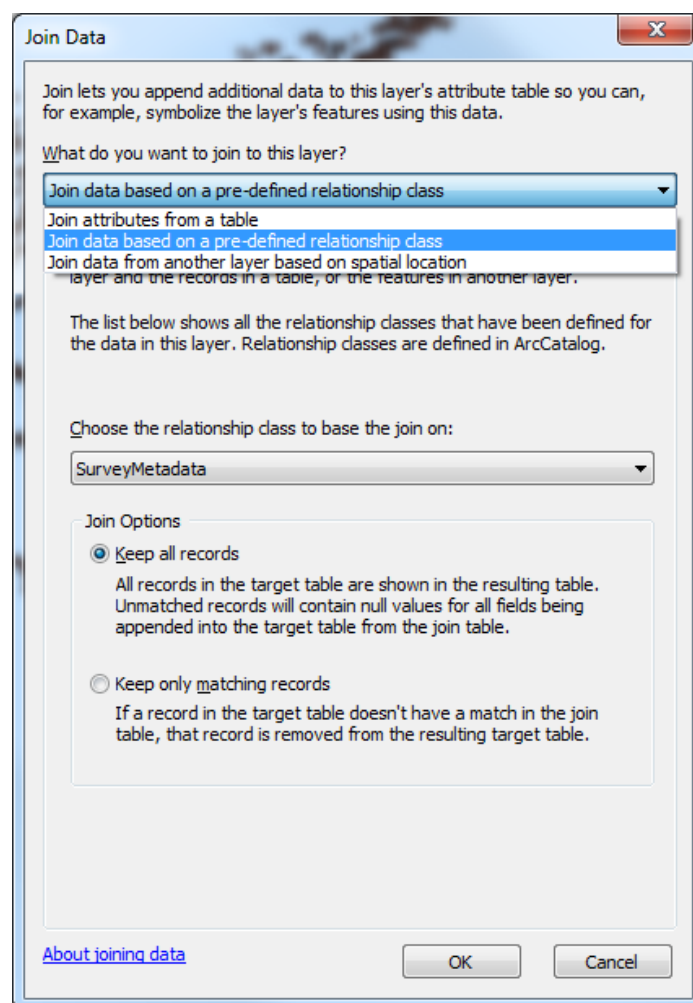 Join Data
Join lets you append additional data to this layer's attribute table so you can,
for example, symbolize the layer's features using this data.
What do you want to join to this layer?
Join data based on a pre-defined relationship class
Join attributes from a table
Join data based on a pre-defined relationship class
Join data from another layer based on spatial location
layer and the records in a table, or the features in another layer.
The list below shows all the relationship classes that have been defined for
the data in this layer. Relationship classes are defined in ArcCatalog.
Choose the relationship class to base the join on:
SurveyMetadata
Join Options
Keep all records
All records in the target table are shown in the resulting table.
Unmatched records will contain null values for all fields being
appended into the target table from the join table.
Keep only matching records
If a record in the target table doesn't have a match in the join
table, that record is removed from the resulting target table.
About joining data
OK
Cancel